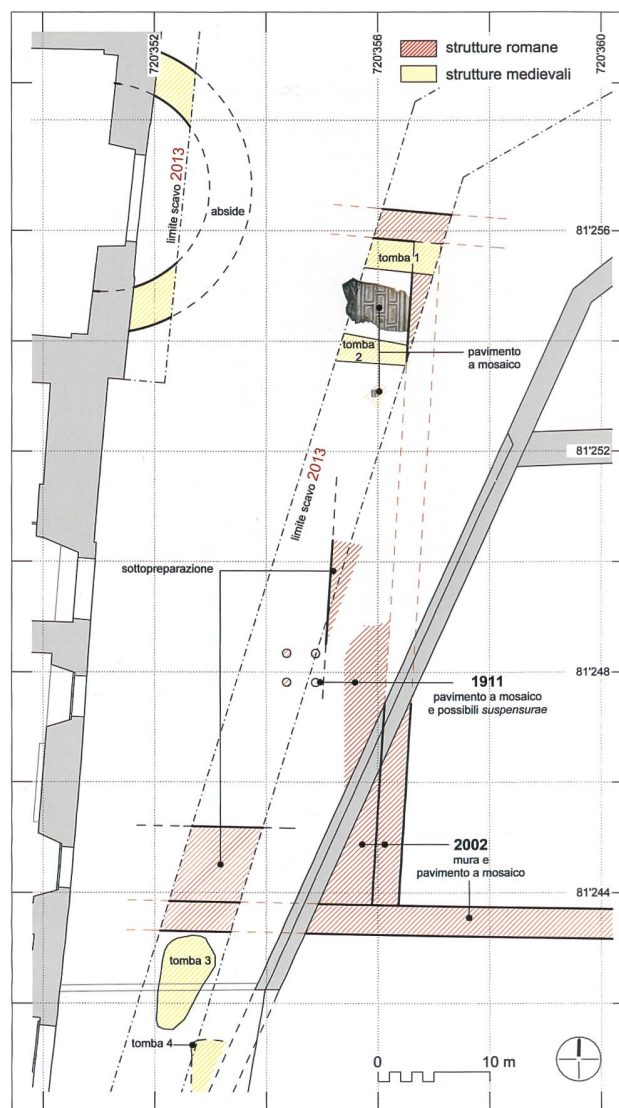 720'352
720'356
720'360
strutture romane
strutture medievali
limite scavo 2013
abside
81'256
tomba 1
tomba
2
pavimento
a mosaico
81'252
limite scavo 2013
sottopreparazione
81'248
1911
pavimento a mosaico
e possibili suspensurae
2002
mura e
pavimento a mosaico
81'244
tomba 3
tomba 4
0
10 m